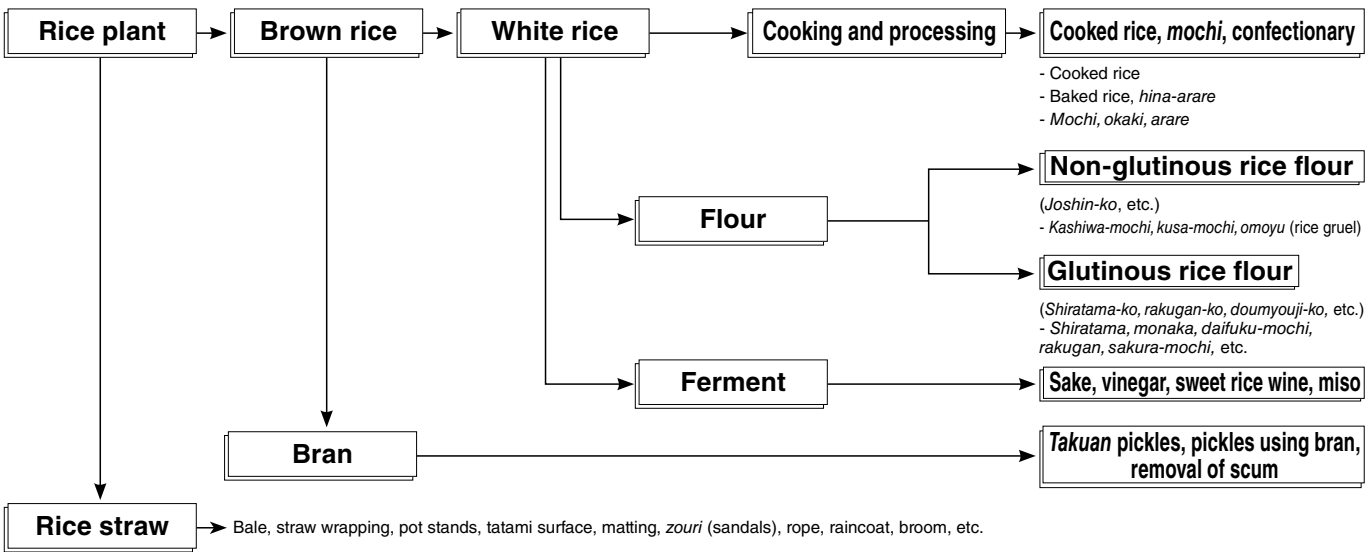 Rice plant
Brown rice
White rice
Cooking and processing
Cooked rice, mochi, confectionary
- Cooked rice
- Baked rice, hina-arare
- Mochi, okaki, arare
Non-glutinous rice flour
(Joshin-ko, etc.)
- Kashiwa-mochi, kusa-mochi, omoyu (rice gruel)
Flour
Glutinous rice flour
(Shiratama-ko, rakugan-ko, doumyouji-ko, etc.)
- Shiratama, monaka, daifuku-mochi,
rakugan, sakura-mochi, etc.
Ferment
Sake, vinegar, sweet rice wine, miso
Bran
Takuan pickles, pickles using bran,
removal of scum
Rice straw
Bale, straw wrapping, pot stands, tatami surface, matting, zouri (sandals), rope, raincoat, broom, etc.